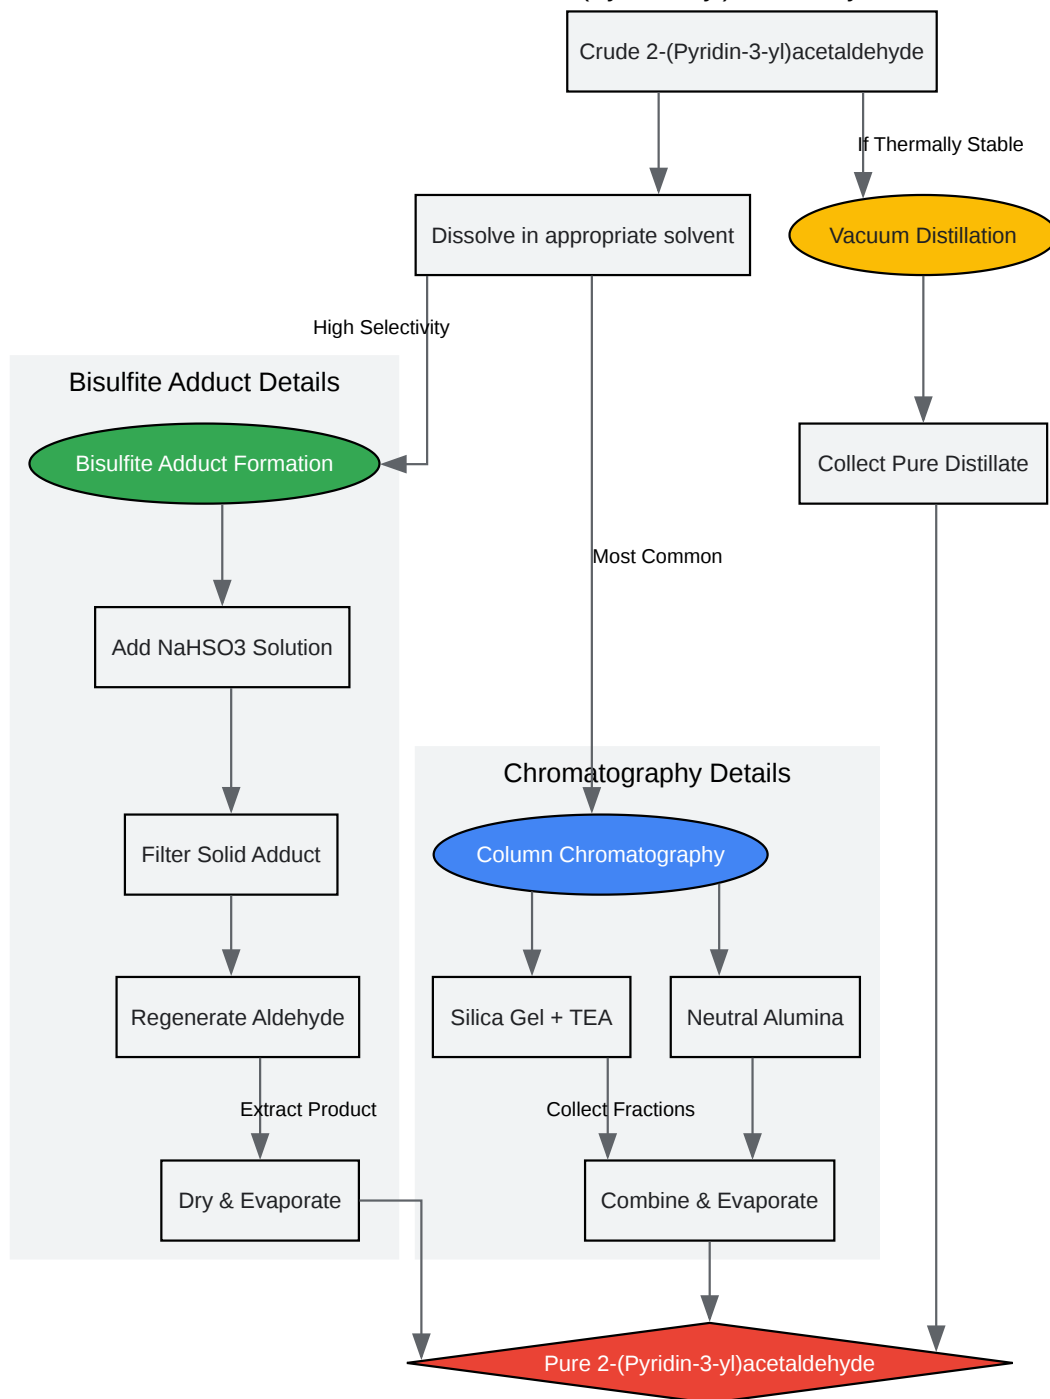 Crude 2-(Pyridin-3-yl)acetaldehyde
If Thermally Stable
Dissolve in appropriate solvent
Vacuum Distillation
High Selectivity
Bisulfite Adduct Details
Bisulfite Adduct Formation
Collect Pure Distillate
Most Common
Add NaHSO3 Solution
Chromatography Details
Filter Solid Adduct
Column Chromatography
Regenerate Aldehyde
Silica Gel + TEA
Neutral Alumina
Extract Product
Collect Fractions
Dry & Evaporate
Combine & Evaporate
Pure 2-(Pyridin-3-yl)acetaldehyde